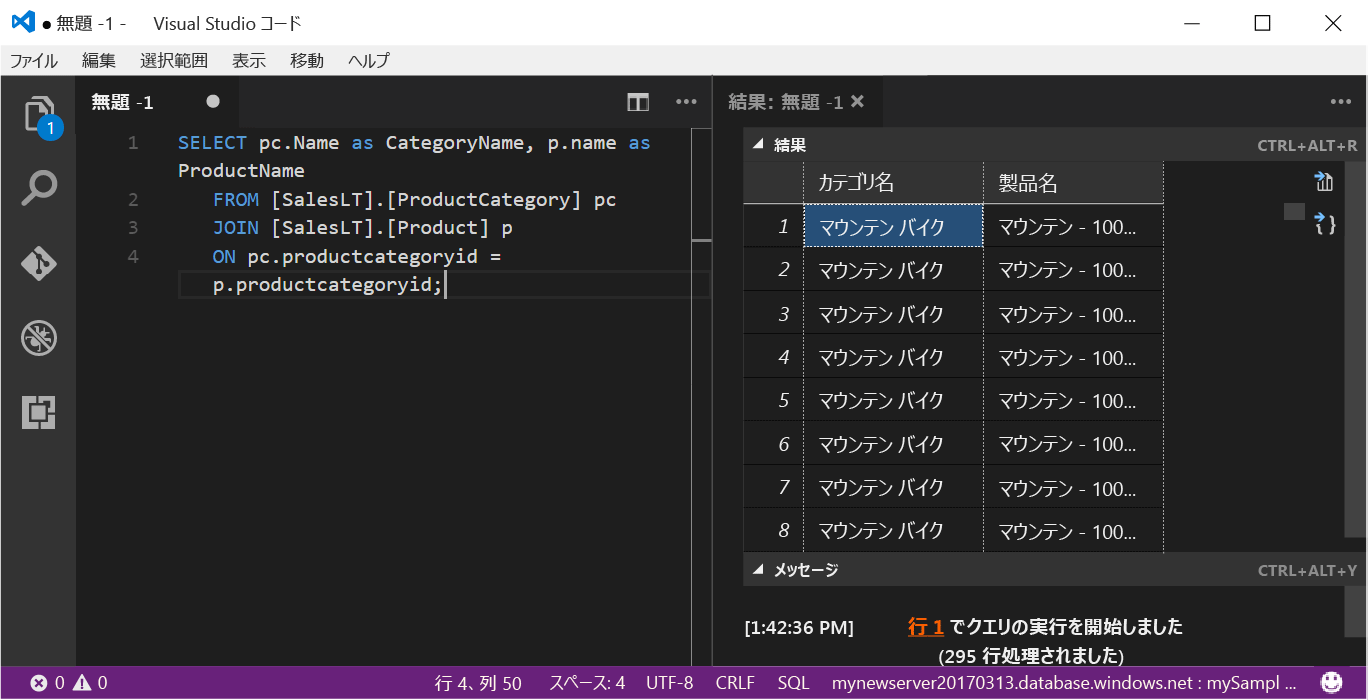 ● 無題 -1 - Visual Studio コード
ファイル 編集 選択範囲 表示 移動 ヘルプ
1
無題 -1
1 SELECT pc.Name as CategoryName, p.name as
ProductName
2 FROM [SalesLT].[ProductCategory] pc
3 JOIN [SalesLT].[Product] p
4 ON pc.productcategoryid =
p.productcategoryid;
結果: 無題 -1
結果 CTRL+ALT+R
カテゴリ名 製品名
1 マウンテン バイク マウンテン - 100...
2 マウンテン バイク マウンテン - 100...
3 マウンテン バイク マウンテン - 100...
4 マウンテン バイク マウンテン - 100...
5 マウンテン バイク マウンテン - 100...
6 マウンテン バイク マウンテン - 100...
7 マウンテン バイク マウンテン - 100...
8 マウンテン バイク マウンテン - 100...
メッセージ CTRL+ALT+Y
[1:42:36 PM] 行 1 でクエリの実行を開始しました
(295 行処理されました)
0 0 行 4、列 50 スペース: 4 UTF-8 CRLF SQL mynewserver20170313.database.windows.net : mySampl ...